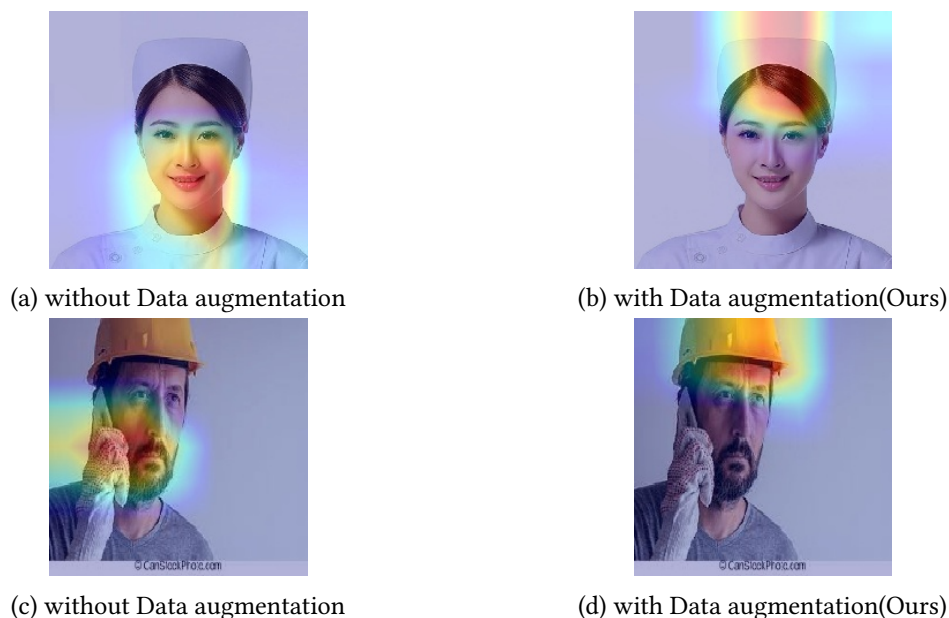 (a) without Data augmentation
(b) with Data augmentation(Ours)
© CanStockPhoto.com
© CanStockPhoto.com
(c) without Data augmentation
(d) with Data augmentation(Ours)